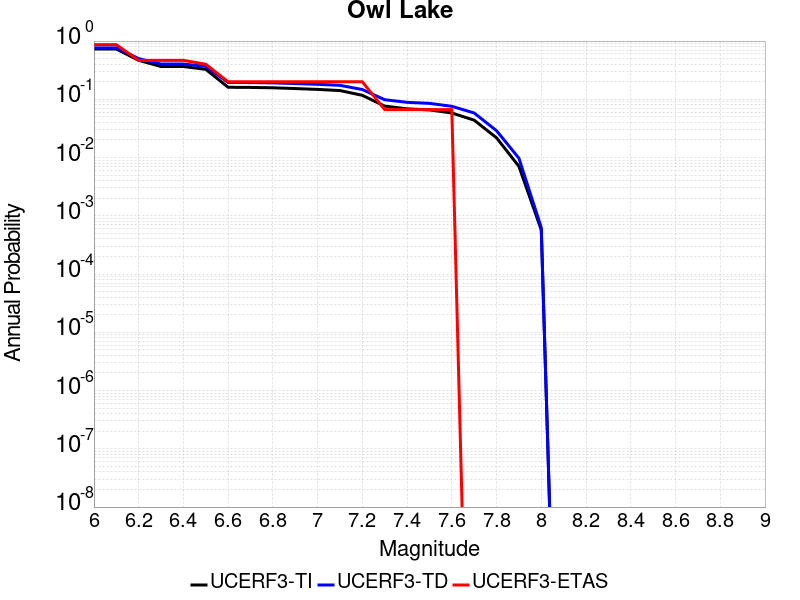 Owl Lake
10^0
10^-1
10^-2
10^-3
10^-4
10^-5
10^-6
10^-7
10^-8
Annual Probability
6 6.2 6.4 6.6 6.8 7 7.2 7.4 7.6 7.8 8 8.2 8.4 8.6 8.8 9
Magnitude
UCERF3-TI UCERF3-TD UCERF3-ETAS